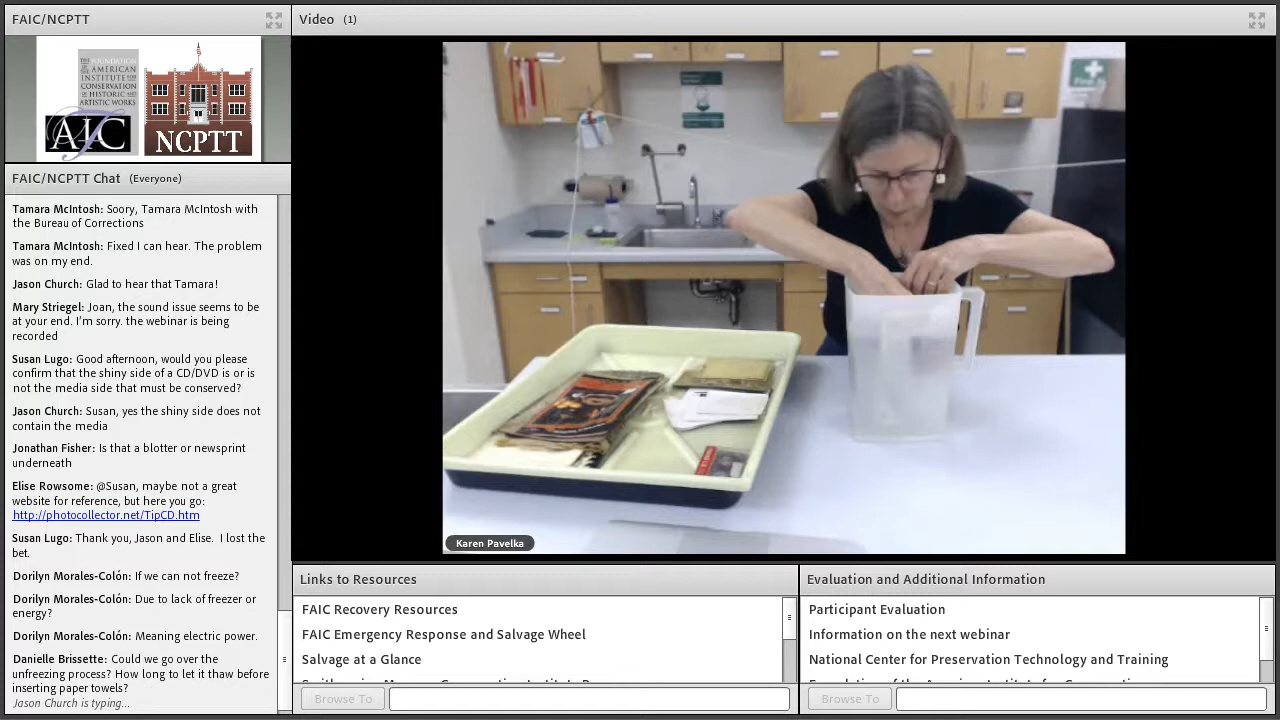 FAIC/NCPTT
THE FOUNDATION
OF THE AMERICAN
INSTITUTE FOR
CONSERVATION
OF HISTORIC AND
ARTISTIC WORKS
AIC
NCPTT
FAIC/NCPTT Chat (Everyone)
Tamara McIntosh: Soory, Tamara McIntosh with
the Bureau of Corrections
Tamara McIntosh: Fixed I can hear. The problem
was on my end.
Jason Church: Glad to hear that Tamara!
Mary Striegel: Joan, the sound issue seems to be
at your end. I'm sorry. the webinar is being
recorded
Susan Lugo: Good afternoon, would you please
confirm that the shiny side of a CD/DVD is or is
not the media side that must be conserved?
Jason Church: Susan, yes the shiny side does not
contain the media
Jonathan Fisher: Is that a blotter or newsprint
underneath
Elise Rowsome: @Susan, maybe not a great
website for reference, but here you go:
http://photocollector.net/TipCD.htm
Susan Lugo: Thank you, Jason and Elise. I lost the
bet.
Dorilyn Morales-Colón: If we can not freeze?
Dorilyn Morales-Colón: Due to lack of freezer or
energy?
Dorilyn Morales-Colón: Meaning electric power.
Danielle Brissette: Could we go over the
unfreezing process? How long to let it thaw before
inserting paper towels?
Jason Church is typing...
Video (1)
Karen Pavelka
Links to Resources
FAIC Recovery Resources
FAIC Emergency Response and Salvage Wheel
Salvage at a Glance
Browse To
Evaluation and Additional Information
Participant Evaluation
Information on the next webinar
National Center for Preservation Technology and Training
Browse To